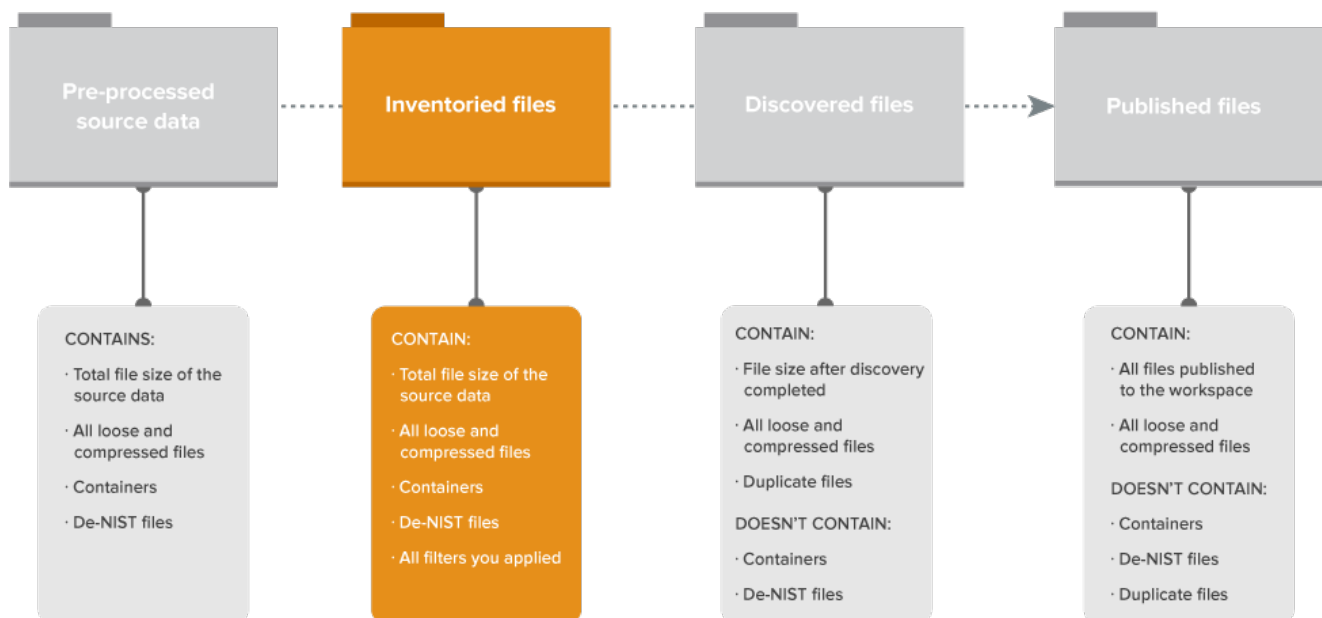 Pre-processed
source data
Inventoried files
Discovered files
Published files
CONTAINS:
· Total file size of the
source data
· All loose and
compressed files
· Containers
· De-NIST files
CONTAIN:
· Total file size of the
source data
· All loose and
compressed files
· Containers
· De-NIST files
· All filters you applied
CONTAIN:
· File size after discovery
completed
· All loose and
compressed files
· Duplicate files
DOESN'T CONTAIN:
· Containers
· De-NIST files
CONTAIN:
· All files published
to the workspace
· All loose and
compressed files
DOESN'T CONTAIN:
· Containers
· De-NIST files
· Duplicate files